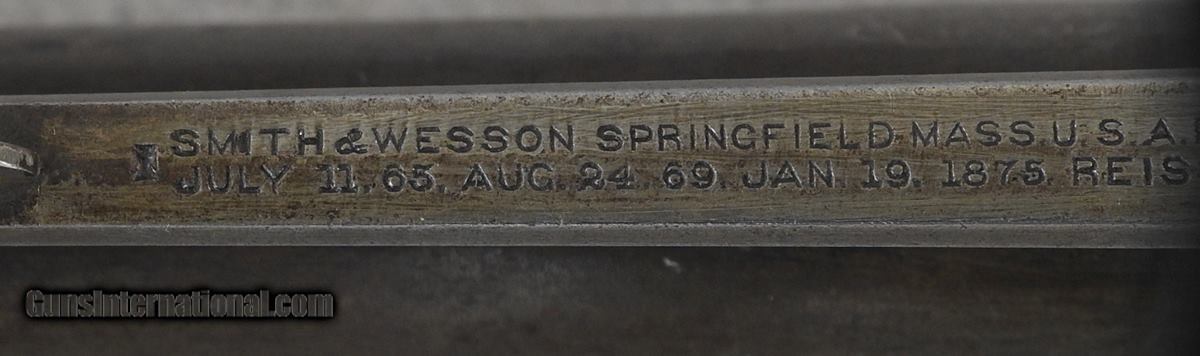 SMITH & WESSON SPRINGFIELD MASS U.S.A.
JULY 11. 65. AUG. 24. 69. JAN. 19. 1875. REIS
GunsInternational.com